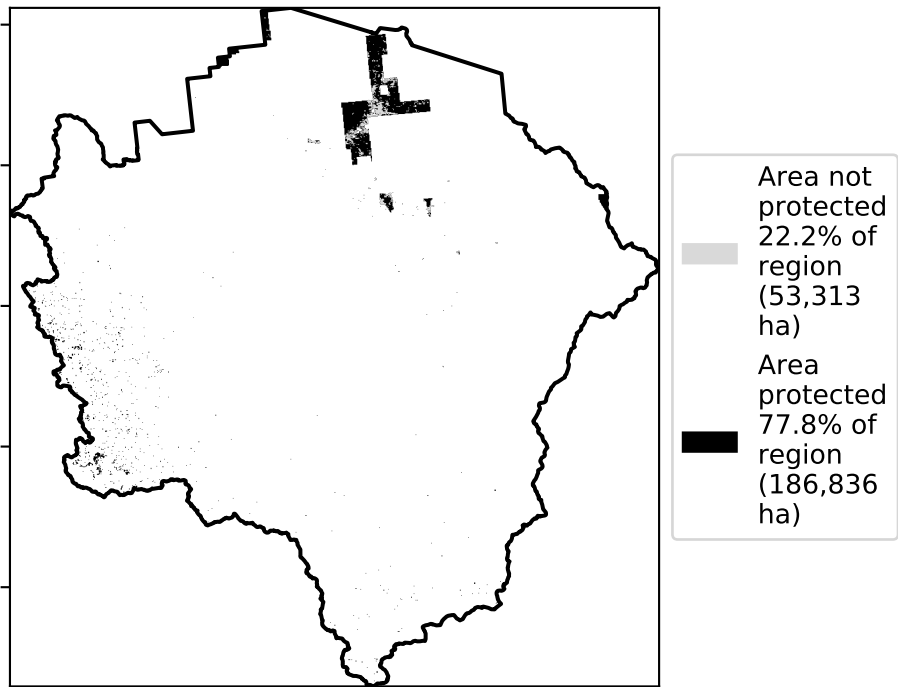 Area not
protected
22.2% of
region
(53,313
ha)
Area
protected
77.8% of
region
(186,836
ha)